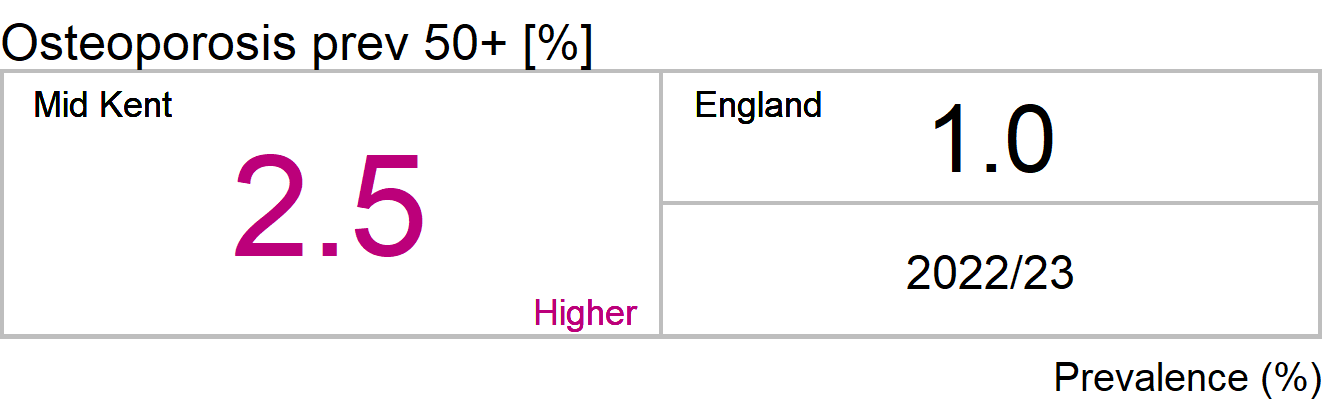 Osteoporosis prev 50+ [%]
Mid Kent
2.5
Higher
England
1.0
2022/23
Prevalence (%)